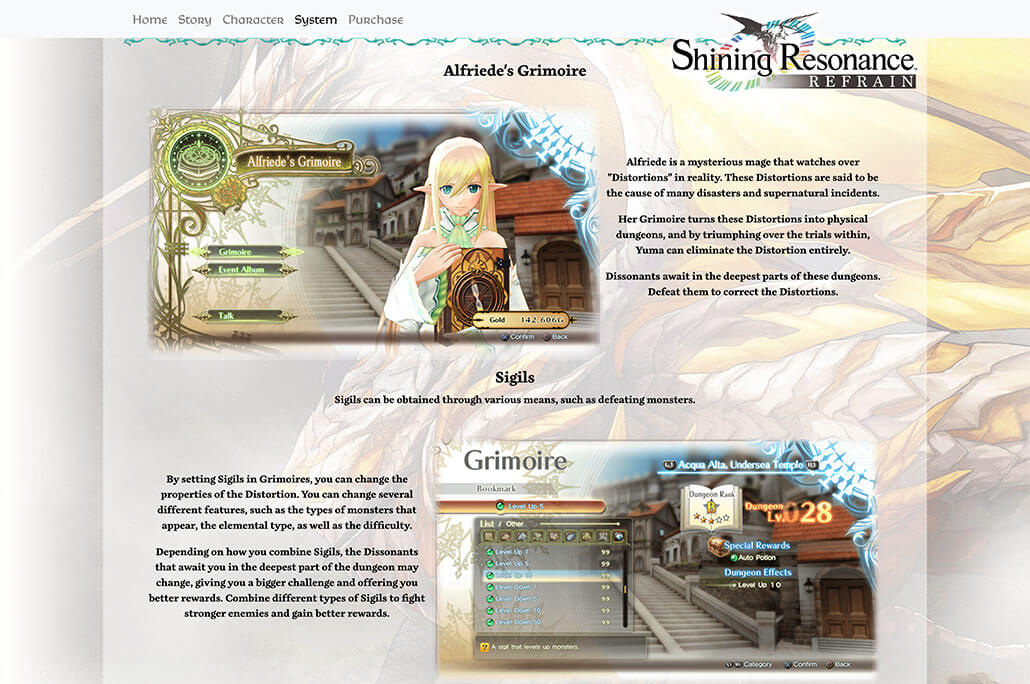 Home Story Character System Purchase
Shining Resonance
REFRAIN
Alfriede's Grimoire
Alfriede's Grimoire
Grimoire
Event Album
Talk
Gold 142,606G
Confirm Back
Alfriede is a mysterious mage that watches over
"Distortions" in reality. These Distortions are said to be
the cause of many disasters and supernatural incidents.
Her Grimoire turns these Distortions into physical
dungeons, and by triumphing over the trials within,
Yuma can eliminate the Distortion entirely.
Dissonants await in the deepest parts of these dungeons.
Defeat them to correct the Distortions.
Sigils
Sigils can be obtained through various means, such as defeating monsters.
By setting Sigils in Grimoires, you can change the
properties of the Distortion. You can change several
different features, such as the types of monsters that
appear, the elemental type, as well as the difficulty.
Depending on how you combine Sigils, the Dissonants
that await you in the deepest part of the dungeon may
change, giving you a bigger challenge and offering you
better rewards. Combine different types of Sigils to fight
stronger enemies and gain better rewards.
Grimoire
Bookmark
Level Up 5
List / Other
Level Up 1 99
Level Up 5 99
Level Up 10 99
Level Down 1 99
Level Down 5 99
Level Down 10 99
Level Down 50 99
A sigil that levels up monsters.
L1 Acqua Alta, Undersea Temple R1
Dungeon Rank
Dungeon
Lv.028
Special Rewards
Auto Potion
Dungeon Effects
Level Up 10
Category Confirm Back